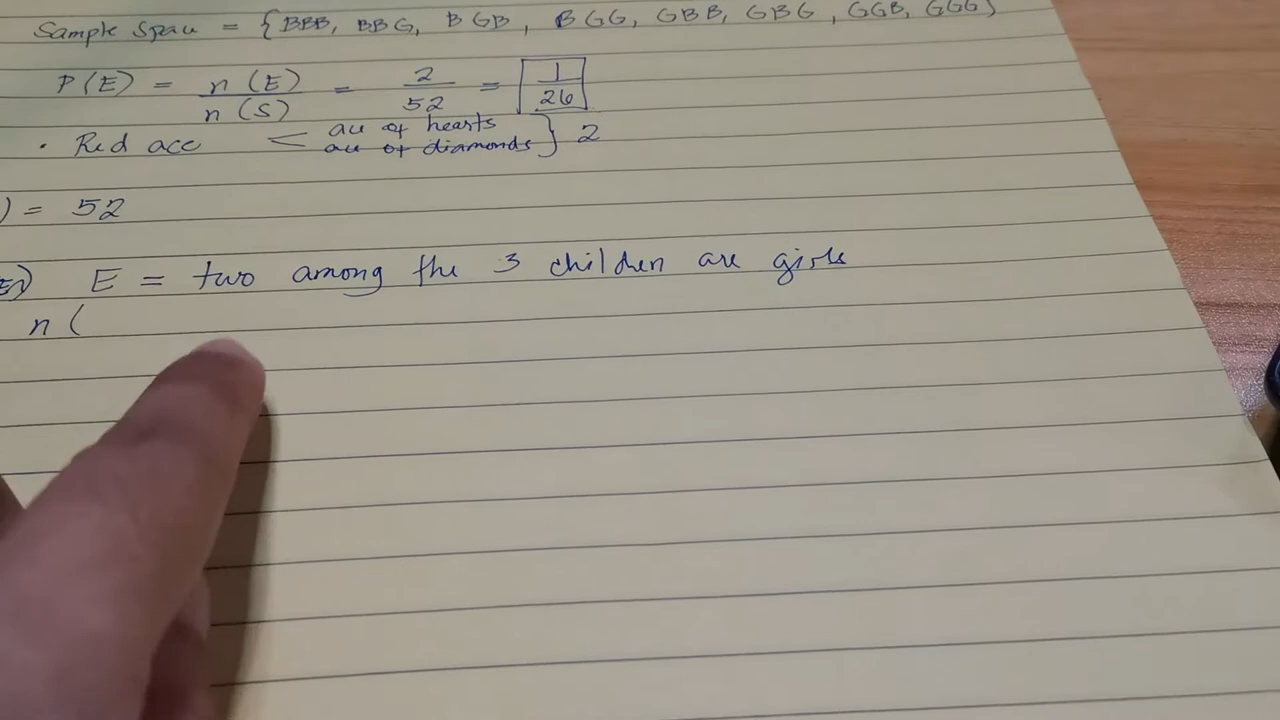 Sample Space = {BBB, BBG, BGB, BGG, GBB, GBG, GGB, GGG}
P(E) = n(E) / n(S) = 2 / 52 = 1 / 26
· Red ace < ace of hearts
ace of diamonds } 2
) = 52
) E = two among the 3 children are girls
n (